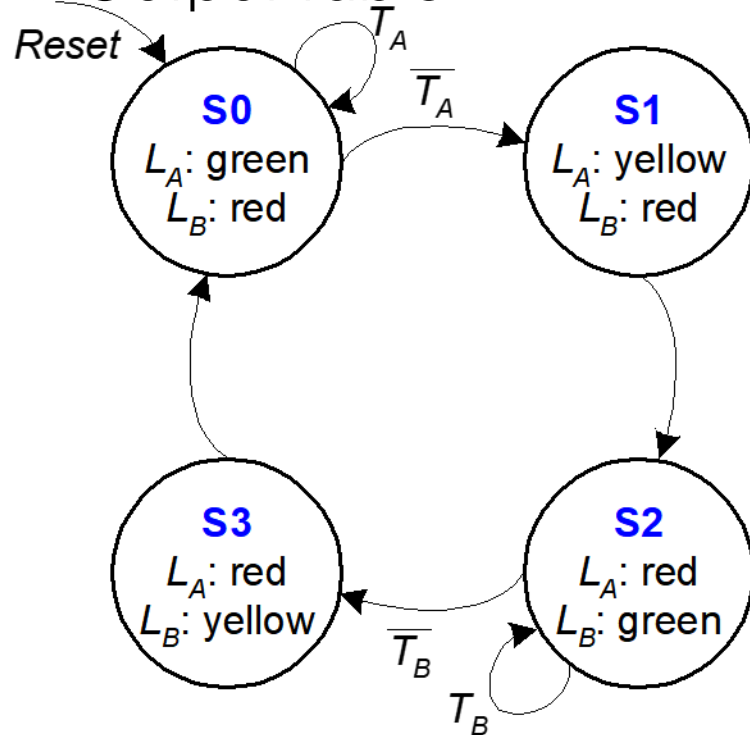 Reset
T_A
T̅_A
S0
L_A: green
L_B: red
S1
L_A: yellow
L_B: red
S3
L_A: red
L_B: yellow
S2
L_A: red
L_B: green
T̅_B
T_B